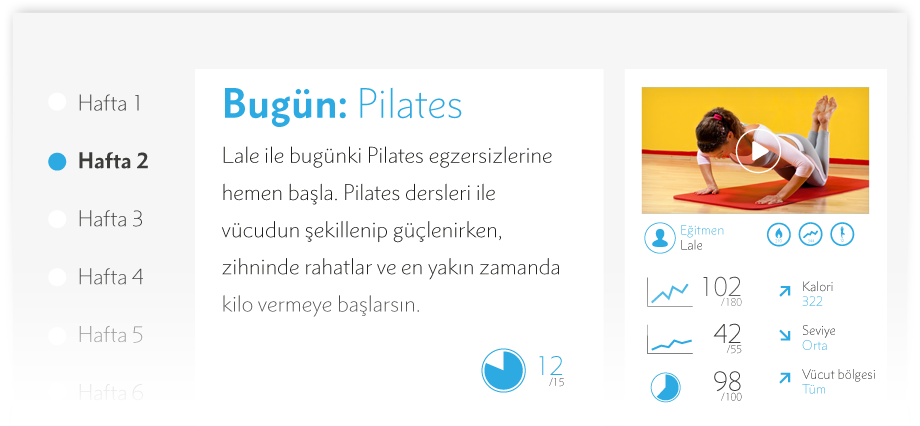 Hafta 1
Hafta 2
Hafta 3
Hafta 4
Hafta 5
Hafta 6
Bugün: Pilates
Lale ile bugünki Pilates egzersizlerine
hemen başla. Pilates dersleri ile
vücudun şekillenip güçlenirken,
zihninde rahatlar ve en yakın zamanda
kilo vermeye başlarsın.
12
/15
Eğitmen
Lale
102
/180
Kalori
322
42
/55
Seviye
Orta
98
/100
Vücut bölgesi
Tüm